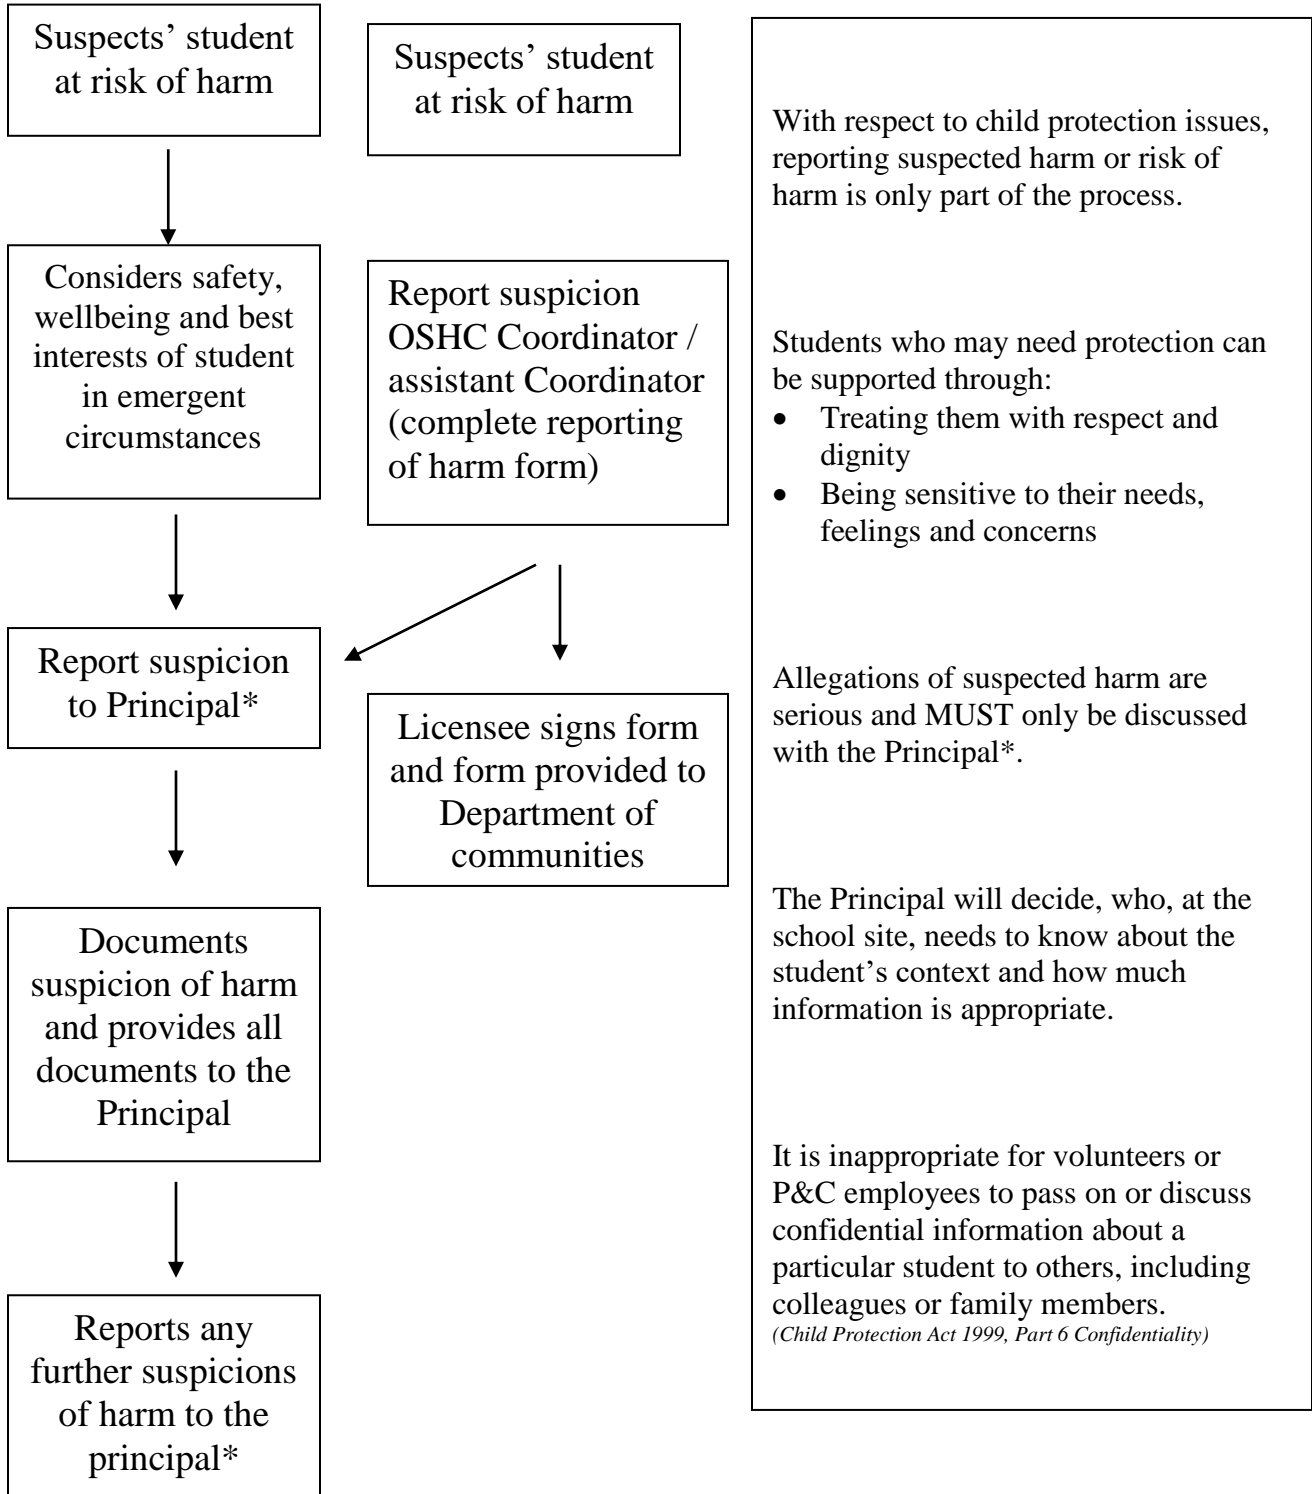 Suspects’ student
at risk of harm
Considers safety,
wellbeing and best
interests of student
in emergent
circumstances
Report suspicion
to Principal*
Documents
suspicion of harm
and provides all
documents to the
Principal
Reports any
further suspicions
of harm to the
principal*
Suspects’ student
at risk of harm
Report suspicion
OSHC Coordinator /
assistant Coordinator
(complete reporting
of harm form)
Licensee signs form
and form provided to
Department of
communities
With respect to child protection issues,
reporting suspected harm or risk of
harm is only part of the process.
Students who may need protection can
be supported through:
• Treating them with respect and
dignity
• Being sensitive to their needs,
feelings and concerns
Allegations of suspected harm are
serious and MUST only be discussed
with the Principal*.
The Principal will decide, who, at the
school site, needs to know about the
student’s context and how much
information is appropriate.
It is inappropriate for volunteers or
P&C employees to pass on or discuss
confidential information about a
particular student to others, including
colleagues or family members.
(Child Protection Act 1999, Part 6 Confidentiality)